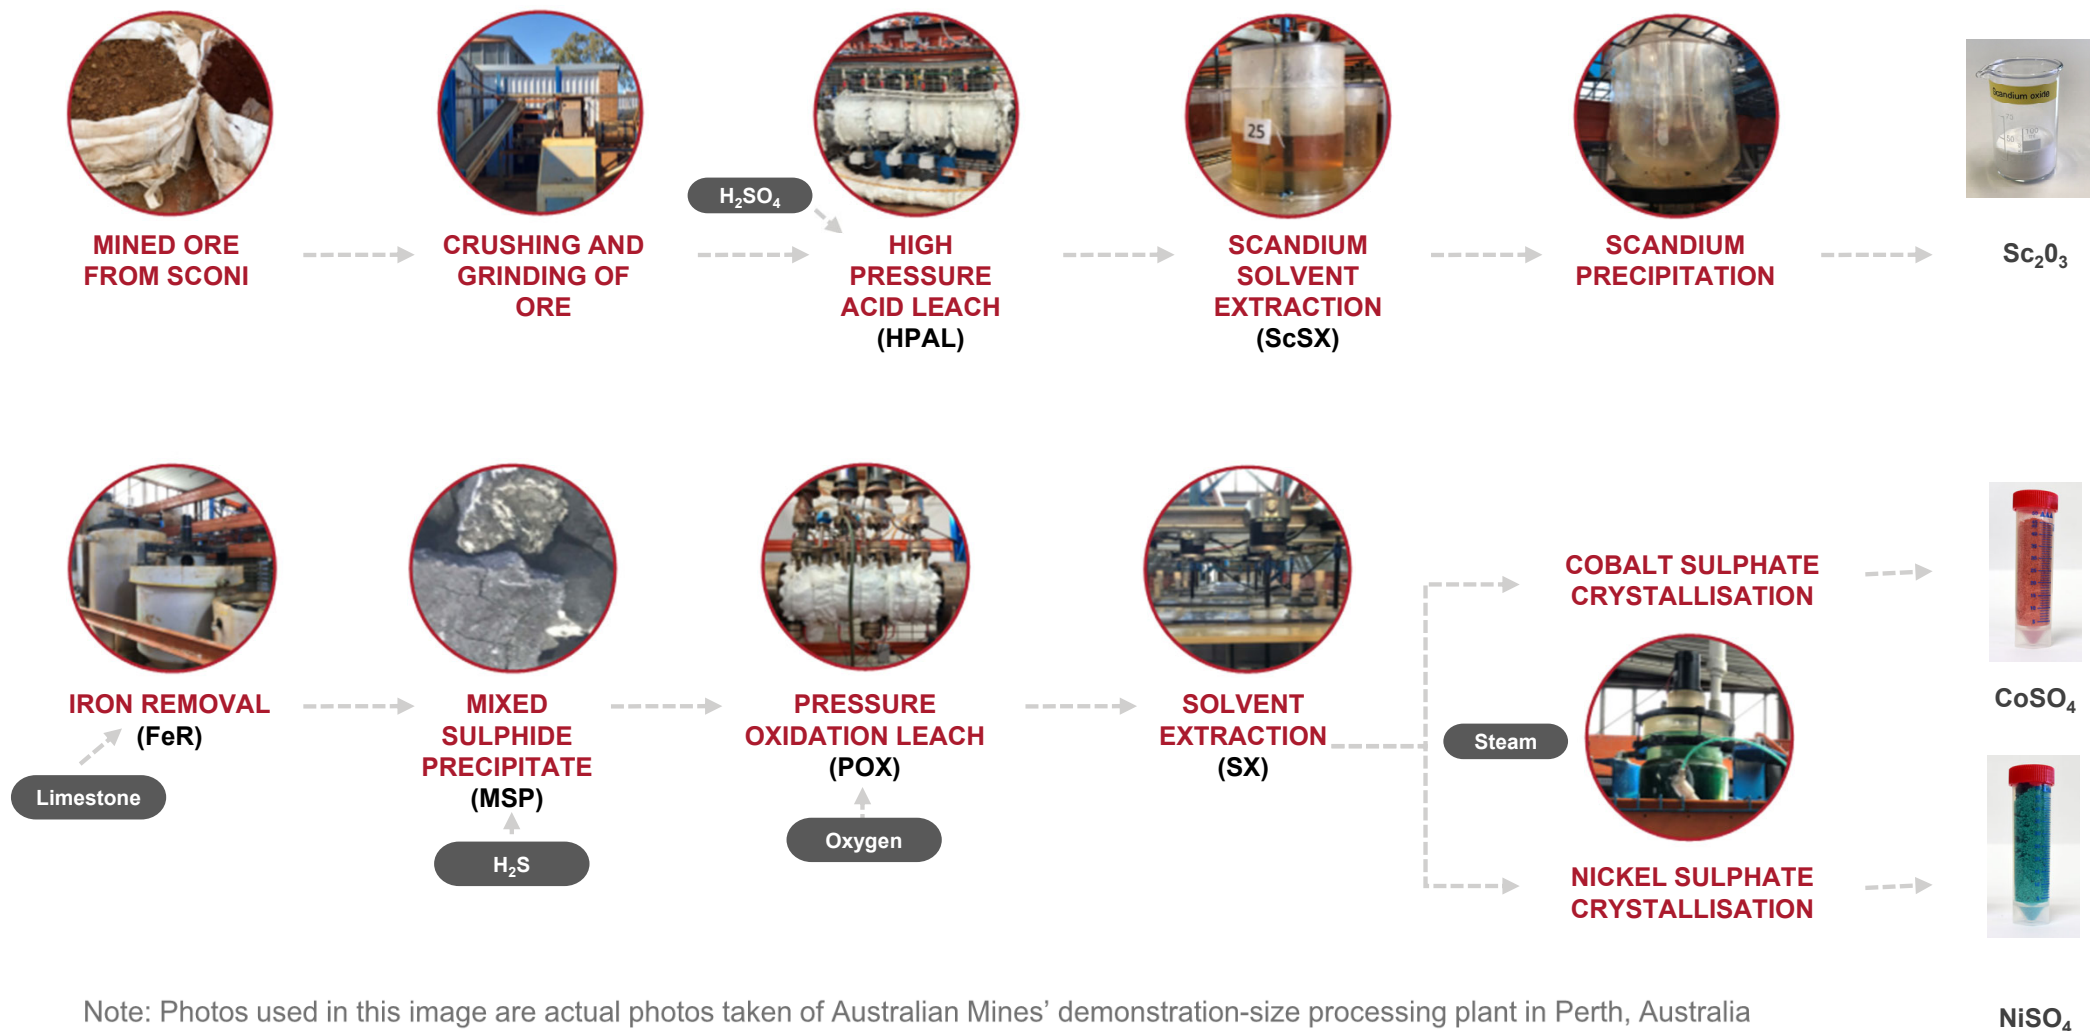 Scandium oxide
25
H₂SO₄
MINED ORE
FROM SCONI
CRUSHING AND
GRINDING OF
ORE
HIGH
PRESSURE
ACID LEACH
(HPAL)
SCANDIUM
SOLVENT
EXTRACTION
(ScSX)
SCANDIUM
PRECIPITATION
Sc₂0₃
IRON REMOVAL
(FeR)
Limestone
MIXED
SULPHIDE
PRECIPITATE
(MSP)
H₂S
PRESSURE
OXIDATION LEACH
(POX)
Oxygen
SOLVENT
EXTRACTION
(SX)
Steam
COBALT SULPHATE
CRYSTALLISATION
CoSO₄
NICKEL SULPHATE
CRYSTALLISATION
NiSO₄
Note: Photos used in this image are actual photos taken of Australian Mines’ demonstration-size processing plant in Perth, Australia